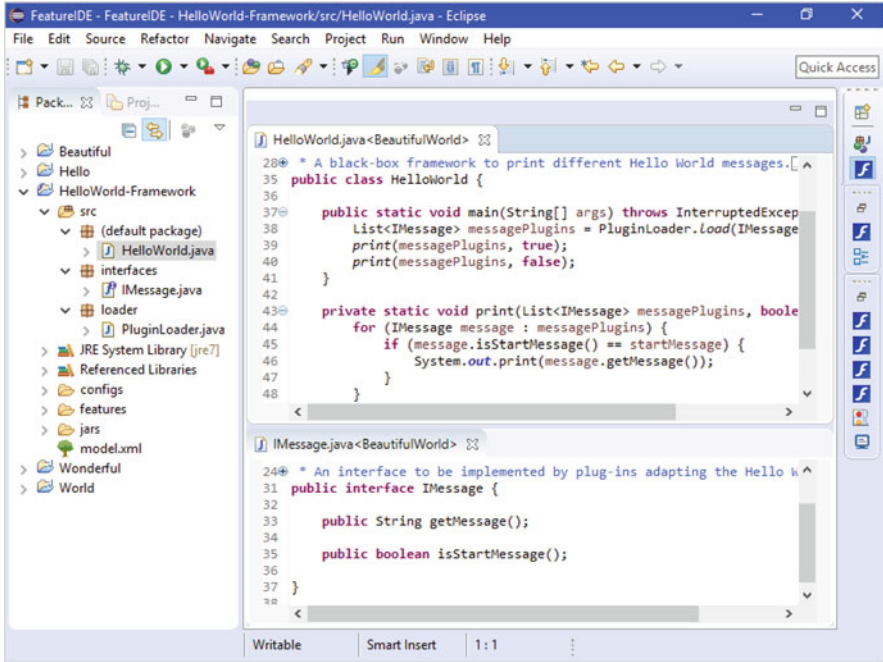 FeatureIDE - FeatureIDE - HelloWorld-Framework/src/HelloWorld.java - Eclipse
File Edit Source Refactor Navigate Search Project Run Window Help
Quick Access
Pack... Proj...
Beautiful
Hello
HelloWorld-Framework
src
(default package)
HelloWorld.java
interfaces
IMessage.java
loader
PluginLoader.java
JRE System Library [jre7]
Referenced Libraries
configs
features
jars
model.xml
Wonderful
World
HelloWorld.java<BeautifulWorld>
28 * A black-box framework to print different Hello World messages.
35 public class HelloWorld {
36
37 public static void main(String[] args) throws InterruptedExcep
38 List<IMessage> messagePlugins = PluginLoader.load(IMessage
39 print(messagePlugins, true);
40 print(messagePlugins, false);
41 }
42
43 private static void print(List<IMessage> messagePlugins, boole
44 for (IMessage message : messagePlugins) {
45 if (message.isStartMessage() == startMessage) {
46 System.out.print(message.getMessage());
47 }
48 }
IMessage.java<BeautifulWorld>
24 * An interface to be implemented by plug-ins adapting the Hello W
31 public interface IMessage {
32
33 public String getMessage();
34
35 public boolean isStartMessage();
36
37 }
38
Writable Smart Insert 1 : 1